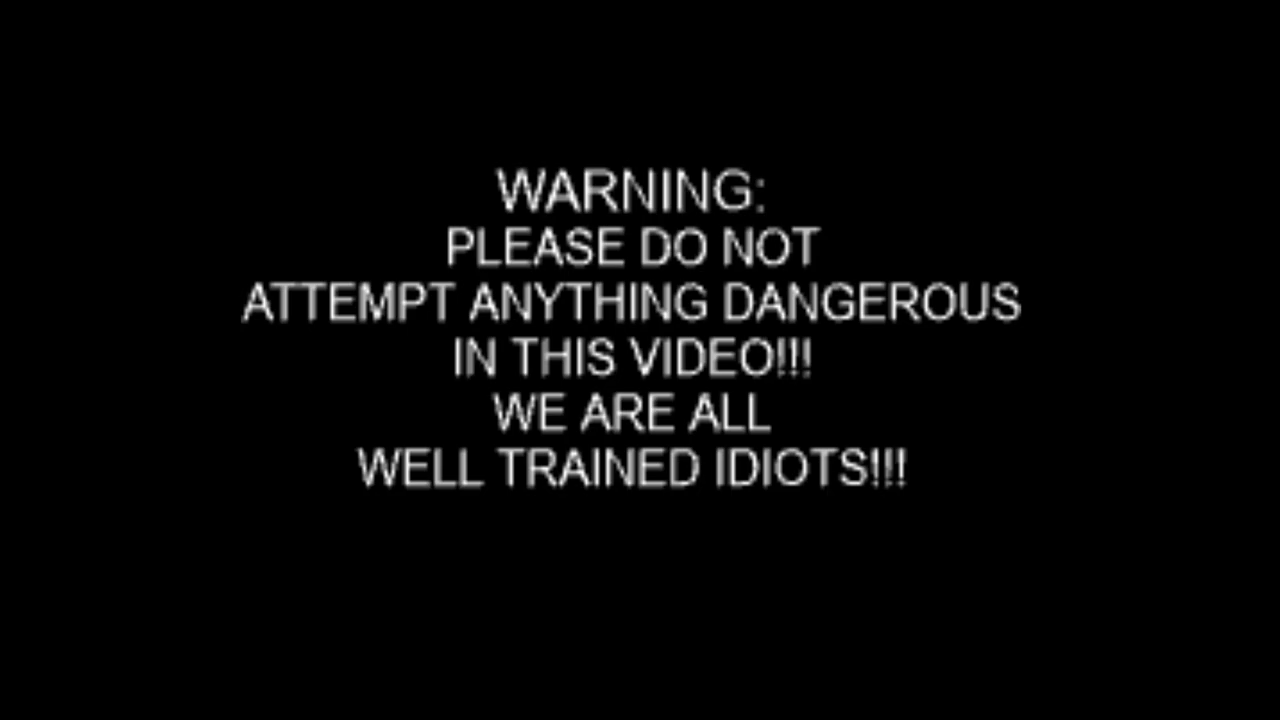 WARNING:
PLEASE DO NOT
ATTEMPT ANYTHING DANGEROUS
IN THIS VIDEO!!!
WE ARE ALL
WELL TRAINED IDIOTS!!!